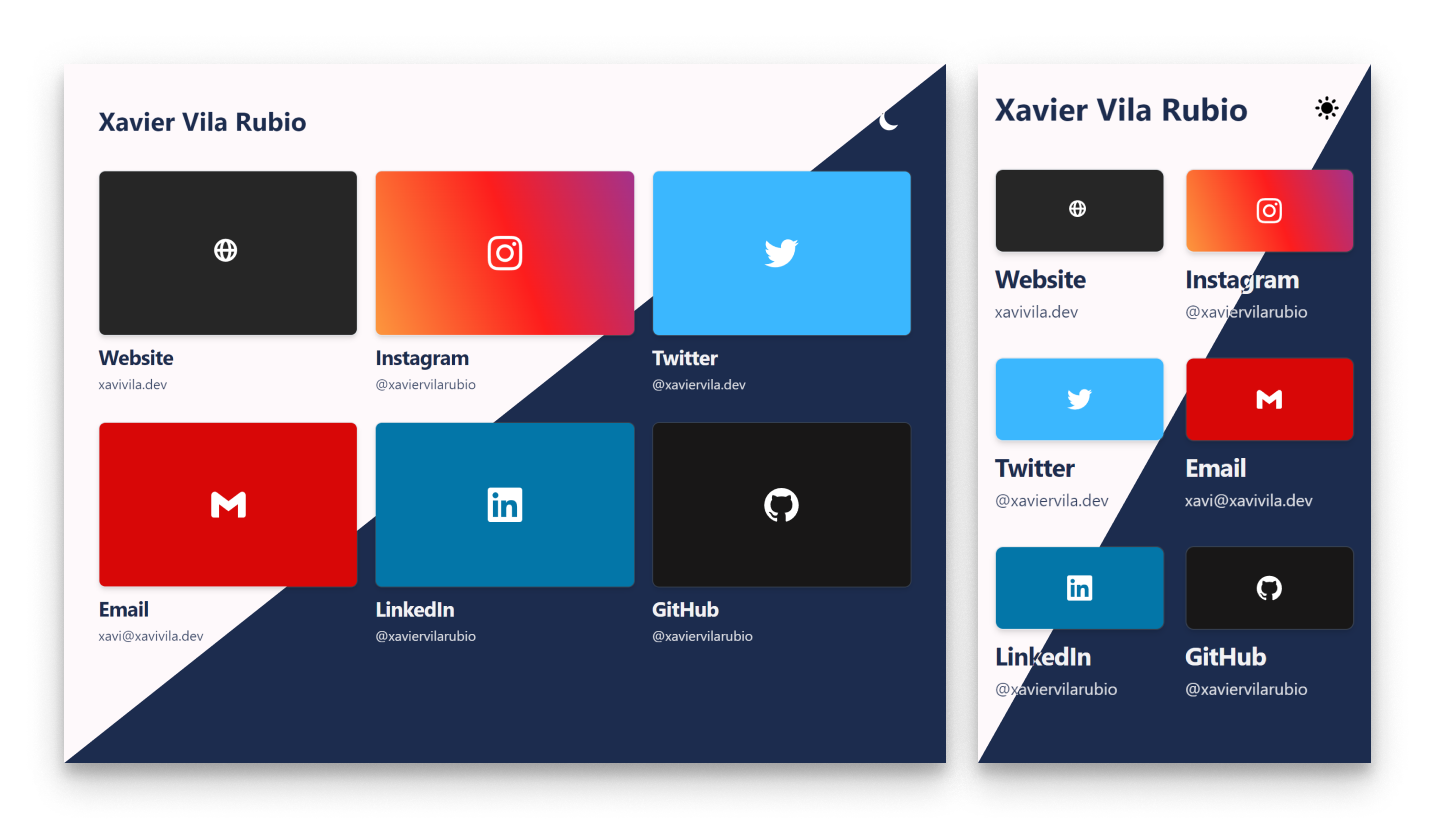 Xavier Vila Rubio
Website
xavivila.dev
Instagram
@xaviervilarubio
Twitter
@xaviervila.dev
Email
xavi@xavivila.dev
in
LinkedIn
@xaviervilarubio
GitHub
@xaviervilarubio
Xavier Vila Rubio
Website
xavivila.dev
Instagram
@xaviervilarubio
Twitter
@xaviervila.dev
Email
xavi@xavivila.dev
in
LinkedIn
@xaviervilarubio
GitHub
@xaviervilarubio